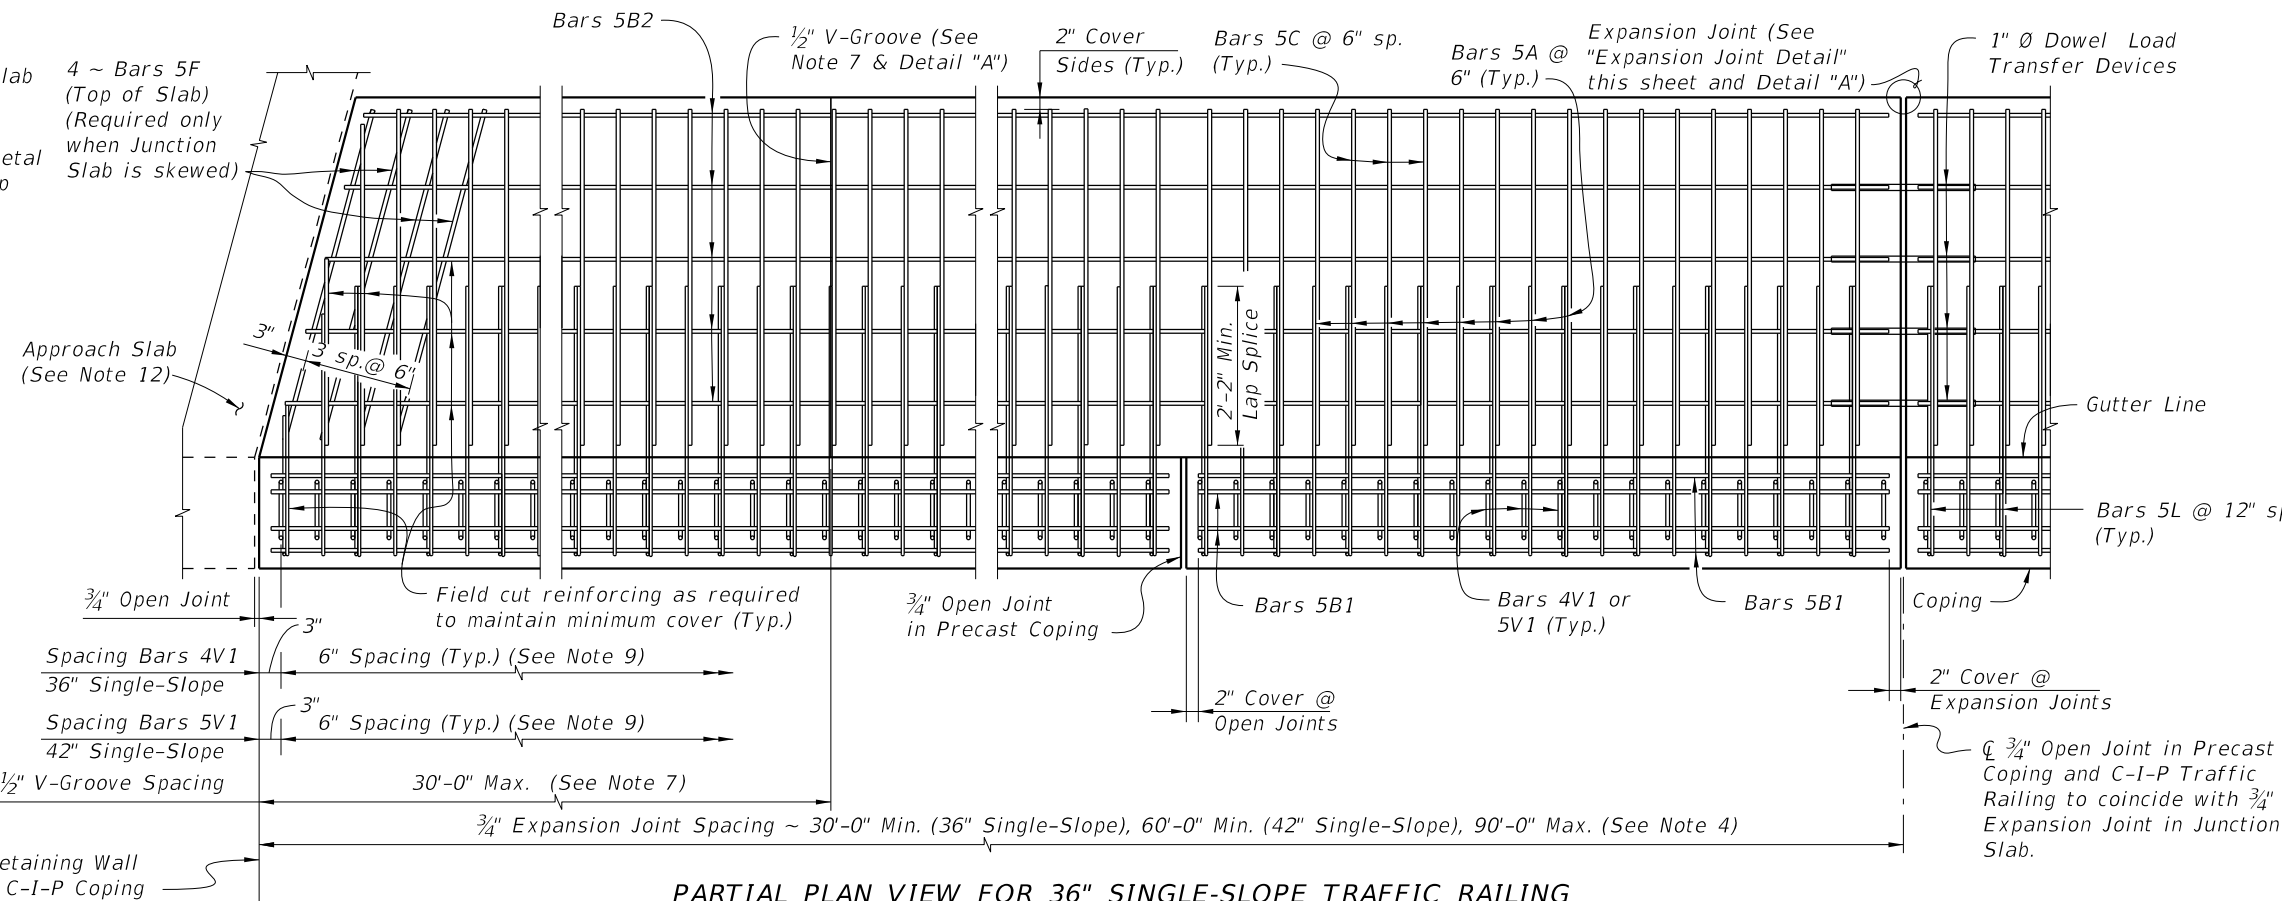 Bars 5B2
½" V-Groove (See
Note 7 & Detail "A")
2" Cover
Sides (Typ.)
Bars 5C @ 6" sp.
(Typ.)
Bars 5A @
6" (Typ.)
Expansion Joint (See
"Expansion Joint Detail"
this sheet and Detail "A")
1" Ø Dowel Load
Transfer Devices
lab
etal
p
4 ~ Bars 5F
(Top of Slab)
(Required only
when Junction
Slab is skewed)
3"
3 sp.@ 6"
Approach Slab
(See Note 12)
2'-2" Min.
Lap Splice
Gutter Line
Bars 5L @ 12" sp
(Typ.)
¾" Open Joint
Field cut reinforcing as required
to maintain minimum cover (Typ.)
¾" Open Joint
in Precast Coping
Bars 5B1
Bars 4V1 or
5V1 (Typ.)
Bars 5B1
Coping
3"
Spacing Bars 4V1
36" Single-Slope
6" Spacing (Typ.) (See Note 9)
3"
Spacing Bars 5V1
42" Single-Slope
6" Spacing (Typ.) (See Note 9)
2" Cover @
Open Joints
2" Cover @
Expansion Joints
℄ ¾" Open Joint in Precast
Coping and C-I-P Traffic
Railing to coincide with ¾"
Expansion Joint in Junction
Slab.
½" V-Groove Spacing
30'-0" Max. (See Note 7)
¾" Expansion Joint Spacing ~ 30'-0" Min. (36" Single-Slope), 60'-0" Min. (42" Single-Slope), 90'-0" Max. (See Note 4)
etaining Wall
C-I-P Coping
PARTIAL PLAN VIEW FOR 36" SINGLE-SLOPE TRAFFIC RAILING